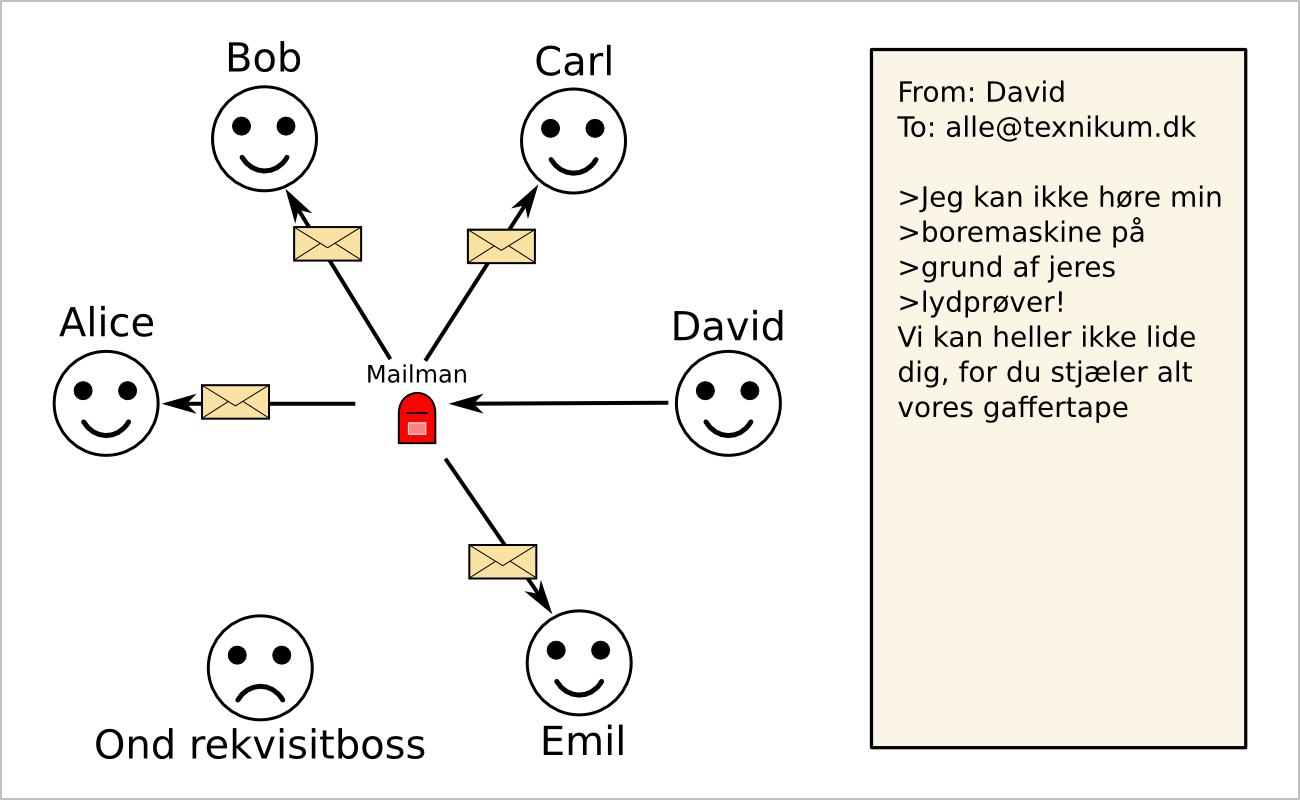 Bob
Carl
Alice
David
Mailman
Ond rekvisitboss
Emil
From: David
To: alle@texnikum.dk
>Jeg kan ikke høre min
>boremaskine på
>grund af jeres
>lydprøver!
Vi kan heller ikke lide
dig, for du stjæler alt
vores gaffertape